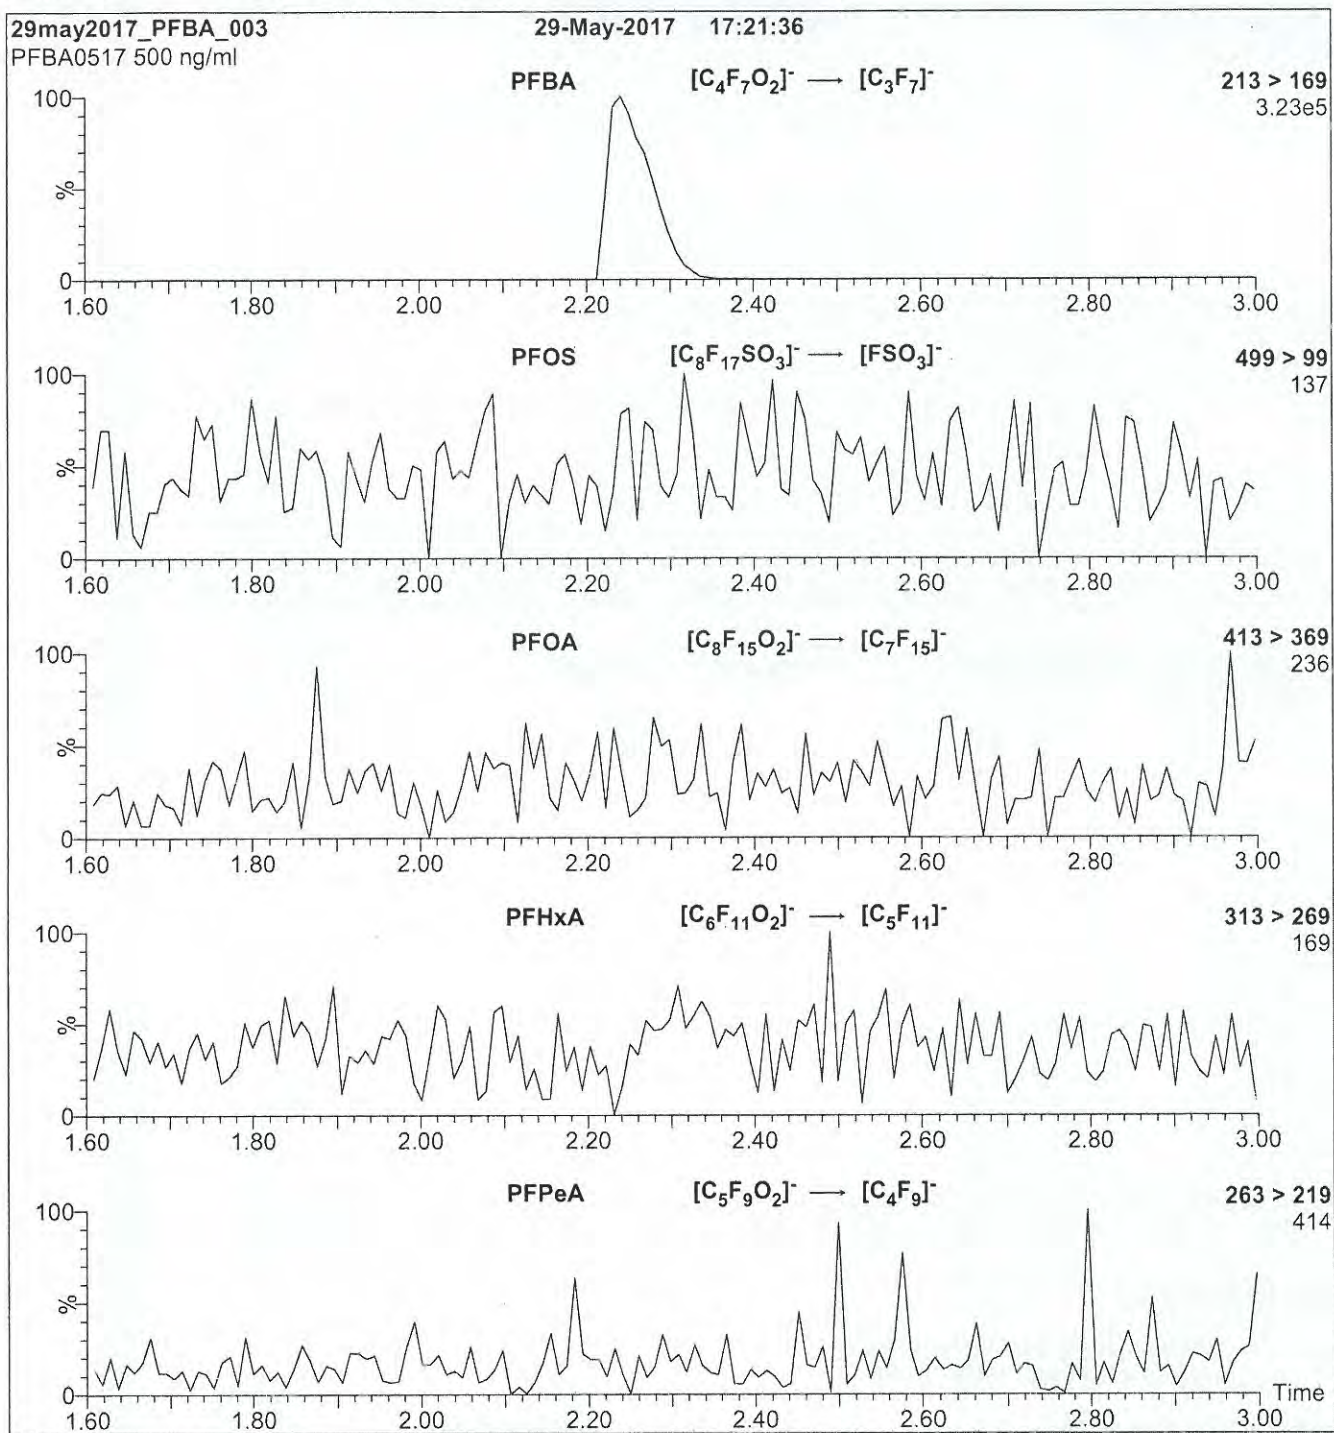 29may2017_PFBA_003 29-May-2017 17:21:36
PFBA0517 500 ng/ml
PFBA [C₄F₇O₂]⁻ ⟶ [C₃F₇]⁻ 213 > 169
3.23e5
100
%
0
1.60 1.80 2.00 2.20 2.40 2.60 2.80 3.00
PFOS [C₈F₁₇SO₃]⁻ ⟶ [FSO₃]⁻ 499 > 99
137
100
%
0
1.60 1.80 2.00 2.20 2.40 2.60 2.80 3.00
PFOA [C₈F₁₅O₂]⁻ ⟶ [C₇F₁₅]⁻ 413 > 369
236
100
%
0
1.60 1.80 2.00 2.20 2.40 2.60 2.80 3.00
PFHxA [C₆F₁₁O₂]⁻ ⟶ [C₅F₁₁]⁻ 313 > 269
169
100
%
0
1.60 1.80 2.00 2.20 2.40 2.60 2.80 3.00
PFPeA [C₅F₉O₂]⁻ ⟶ [C₄F₉]⁻ 263 > 219
414
100
%
0
Time
1.60 1.80 2.00 2.20 2.40 2.60 2.80 3.00